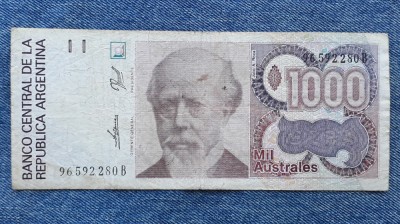 BANCO CENTRAL DE LA
REPUBLICA ARGENTINA
96592280B
96592280B
1000
Mil
Australes